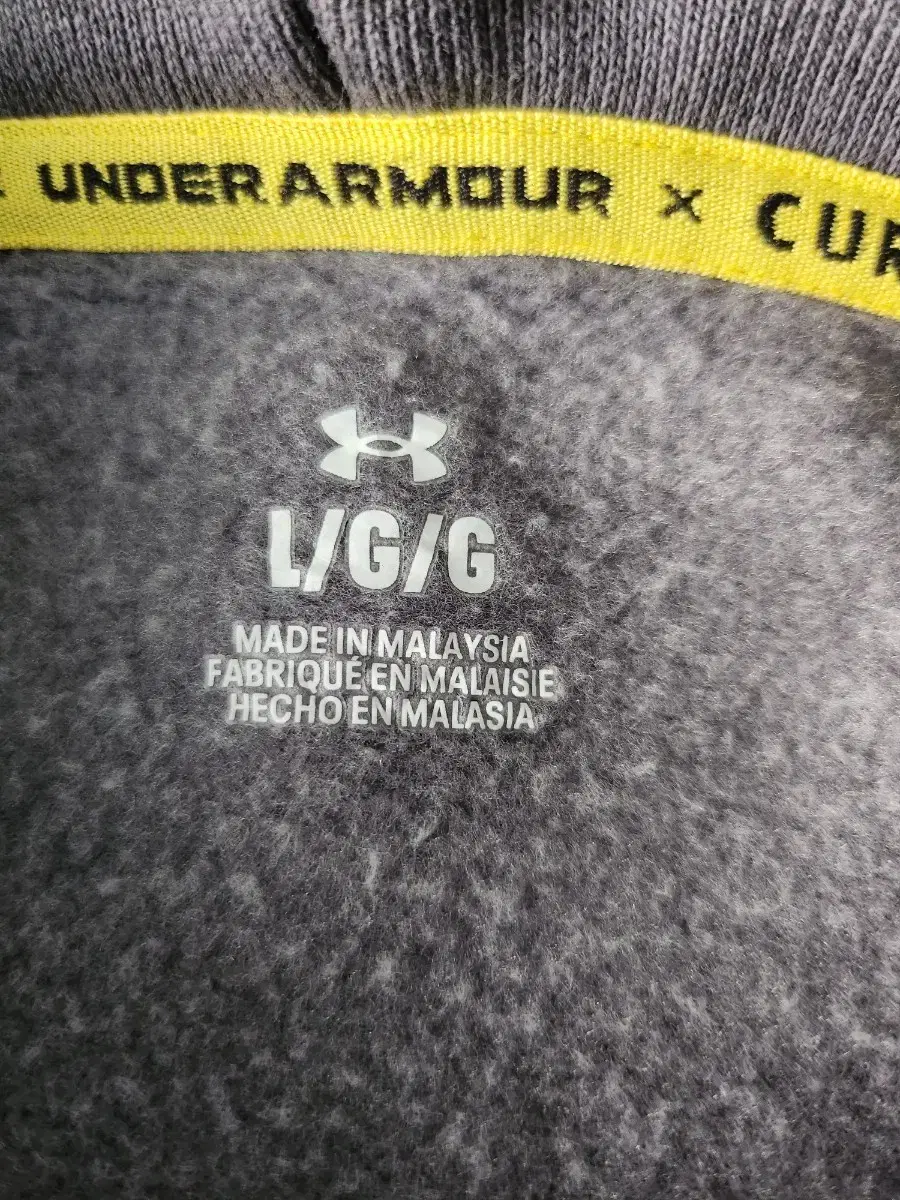 UNDER ARMOUR × CUR
L/G/G
MADE IN MALAYSIA
FABRIQUÉ EN MALAISIE
HECHO EN MALASIA